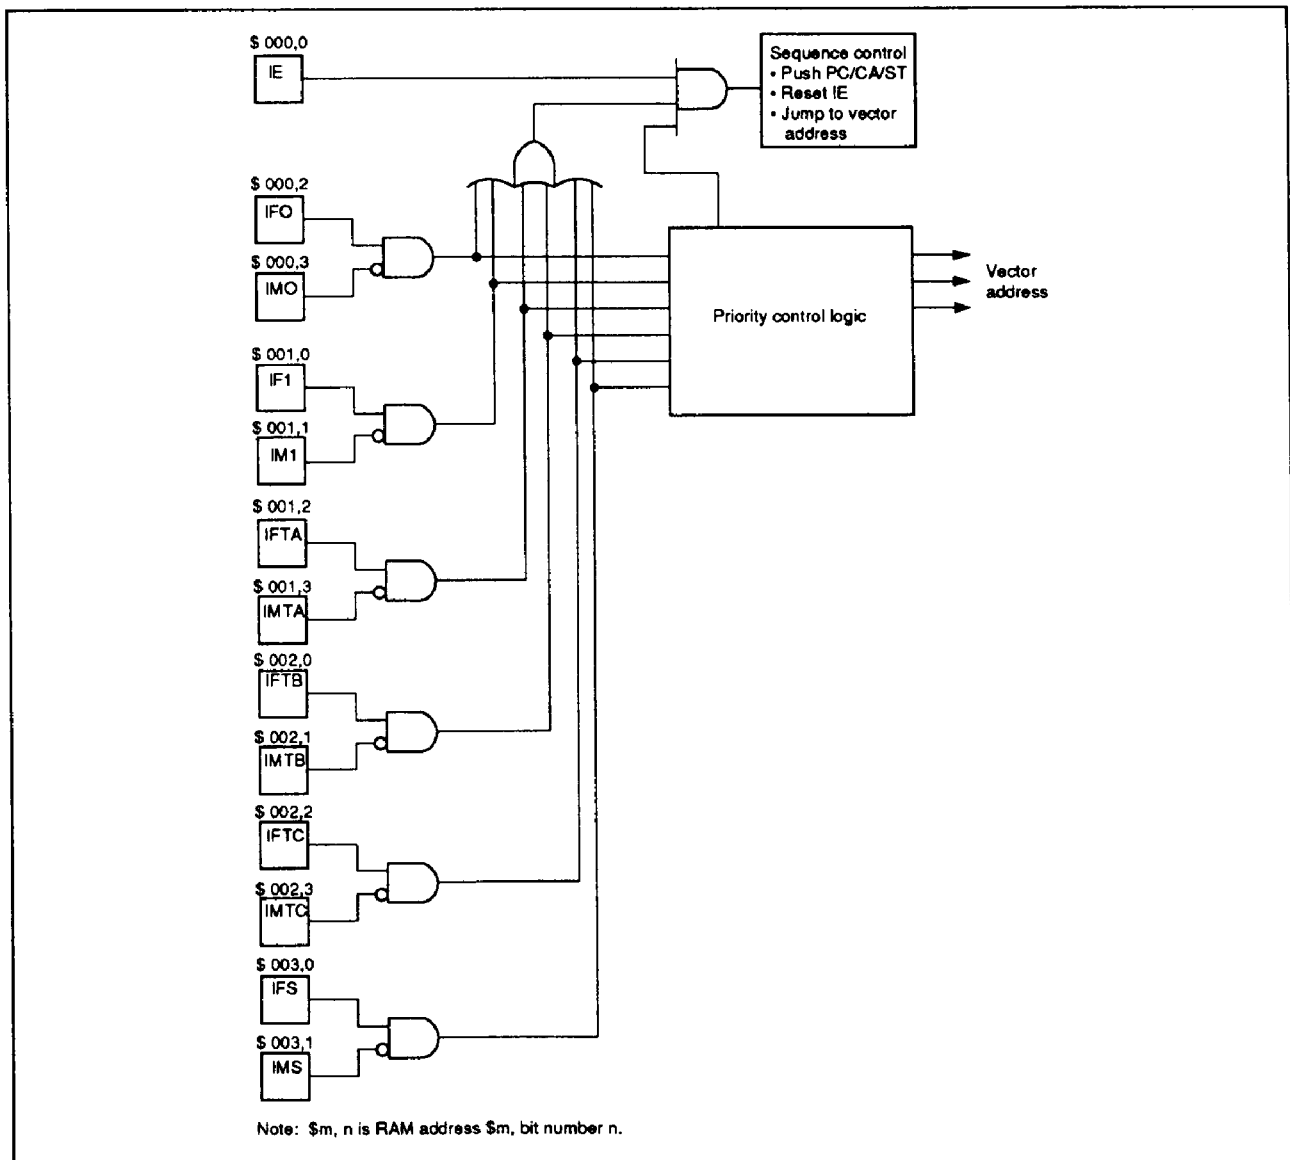 $ 000,0
IE
Sequence control
• Push PC/CA/ST
• Reset IE
• Jump to vector
address
$ 000,2
IFO
$ 000,3
IMO
Priority control logic
Vector
address
$ 001,0
IF1
$ 001,1
IM1
$ 001,2
IFTA
$ 001,3
IMTA
$ 002,0
IFTB
$ 002,1
IMTB
$ 002,2
IFTC
$ 002,3
IMTC
$ 003,0
IFS
$ 003,1
IMS
Note: $m, n is RAM address $m, bit number n.